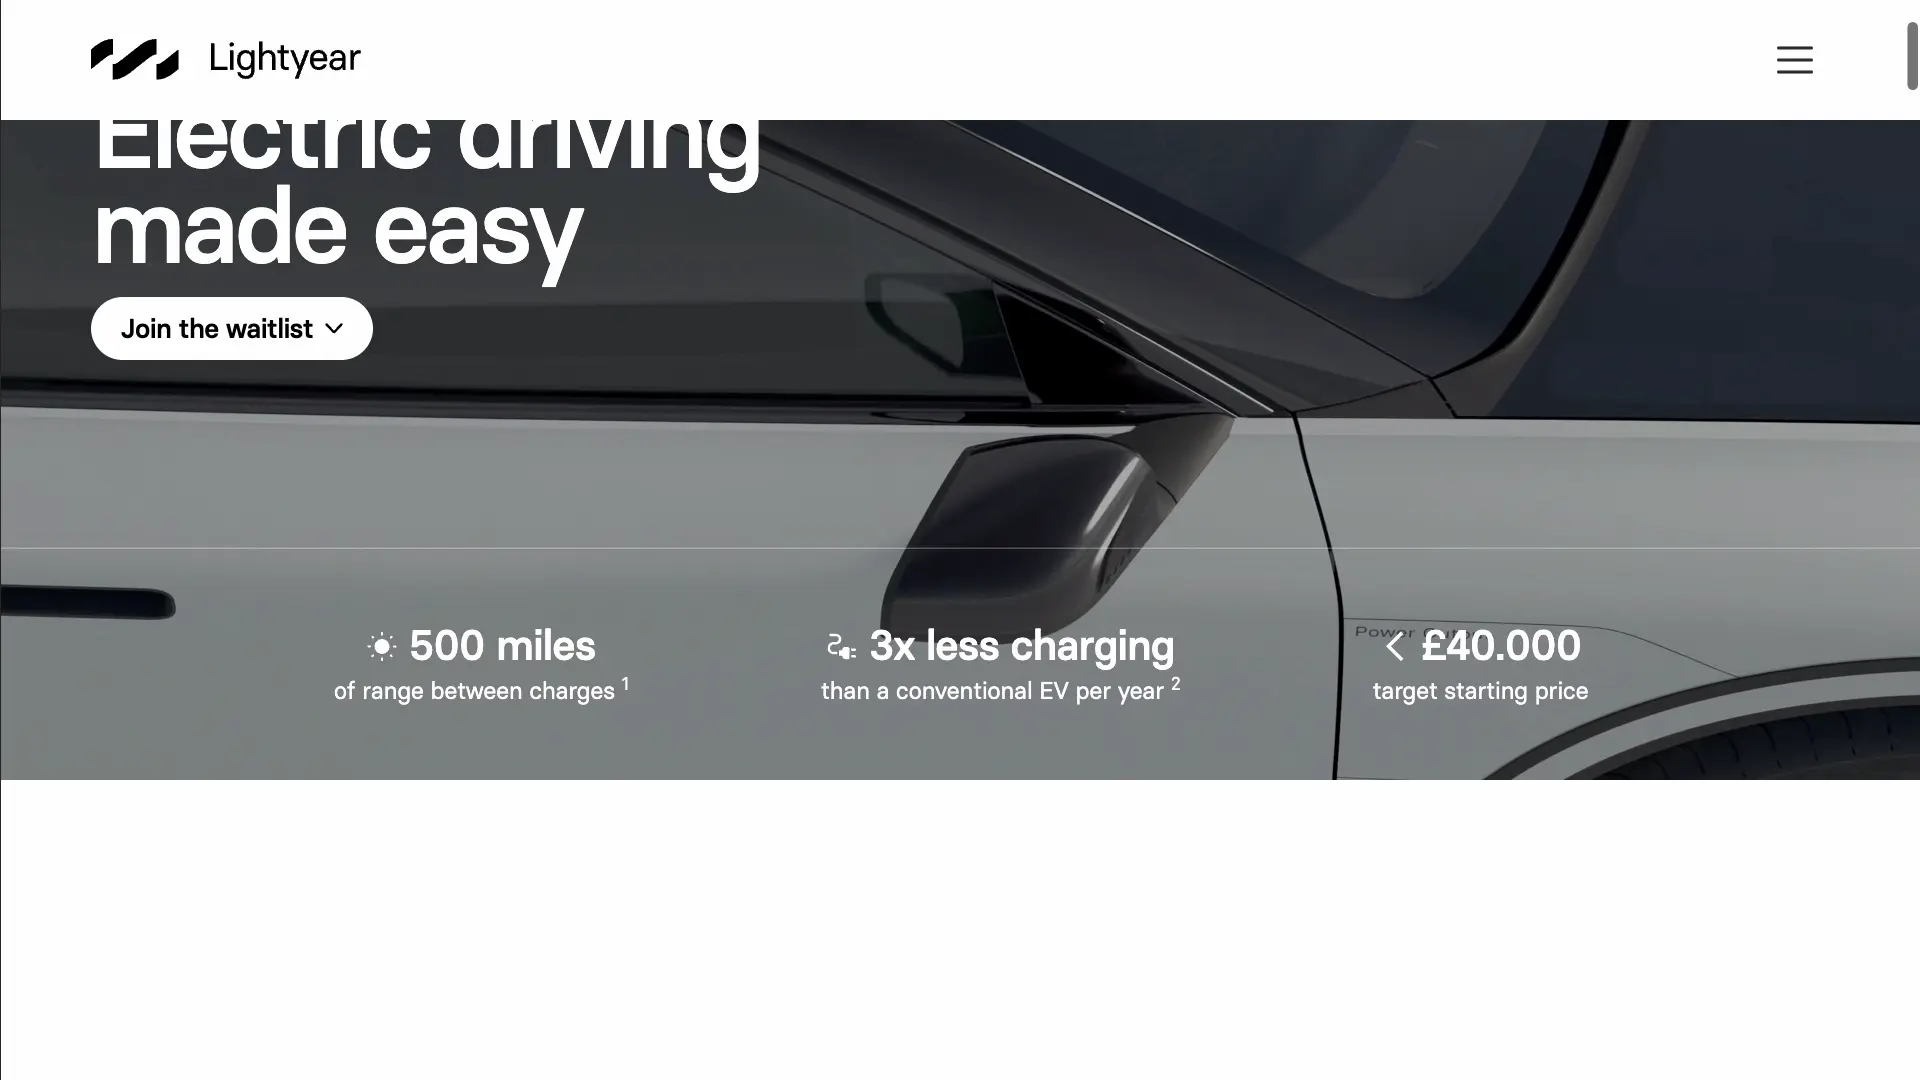 Lightyear
Electric driving
made easy
Join the waitlist
500 miles
of range between charges 1
3x less charging
than a conventional EV per year 2
< £40.000
target starting price
Power